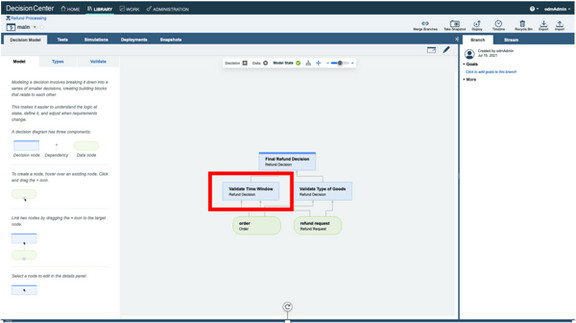 Decision Center
HOME
LIBRARY
WORK
ADMINISTRATION
odmAdmin
Refund Processing
main
Merge Branches
Take Snapshot
Deploy
Timeline
Recycle Bin
Export
Import
Decision Model
Tests
Simulations
Deployments
Snapshots
Branch
Stream
Model
Types
Validate
Decision
Data
Model State
Created by odmAdmin
Jul 15, 2021
Goals
Click to add goals to this branch
More
Modeling a decision involves breaking it down into a
series of smaller decisions, creating building blocks
that relate to each other.
This makes it easier to understand the logic at
stake, define it, and adjust when requirements
change.
A decision diagram has three components:
Decision node
Dependency
Data node
To create a node, hover over an existing node. Click
and drag the + icon.
Link two nodes by dragging the = icon to the target
node.
Select a node to edit in the details panel.
Final Refund Decision
Refund Decision
Validate Time Window
Refund Decision
Validate Type of Goods
Refund Decision
order
Order
refund request
Refund Request